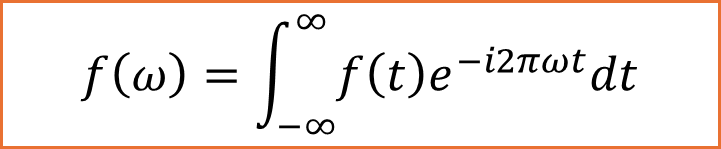 f(ω) = ∫_{-∞}^{∞} f(t)e^{-i2πωt}dt